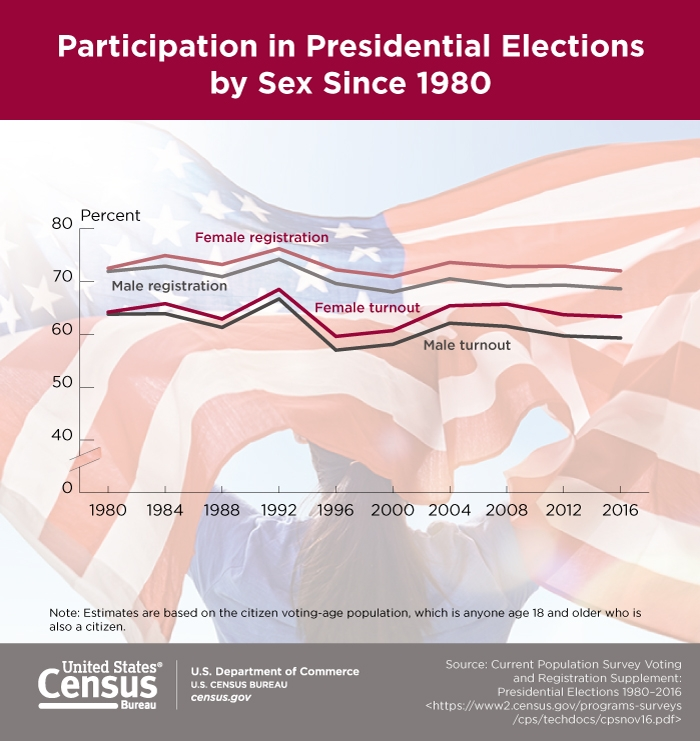 Participation in Presidential Elections
by Sex Since 1980
Percent
80
70
60
50
40
0
Female registration
Male registration
Female turnout
Male turnout
1980 1984 1988 1992 1996 2000 2004 2008 2012 2016
Note: Estimates are based on the citizen voting-age population, which is anyone age 18 and older who is
also a citizen.
United States®
Census
Bureau
U.S. Department of Commerce
U.S. CENSUS BUREAU
census.gov
Source: Current Population Survey Voting
and Registration Supplement:
Presidential Elections 1980–2016
<https://www2.census.gov/programs-surveys
/cps/techdocs/cpsnov16.pdf>